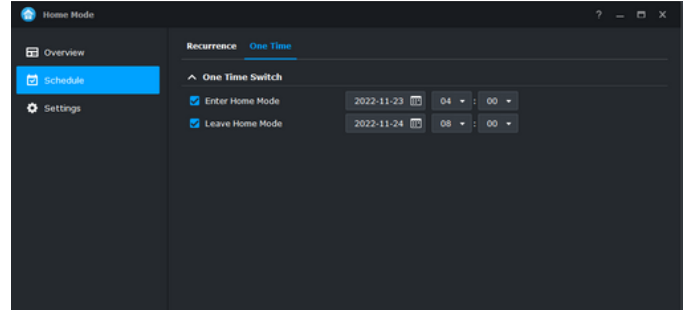 Home Mode
?
Overview
Schedule
Settings
Recurrence One Time
One Time Switch
Enter Home Mode 2022-11-23 04 : 00
Leave Home Mode 2022-11-24 08 : 00